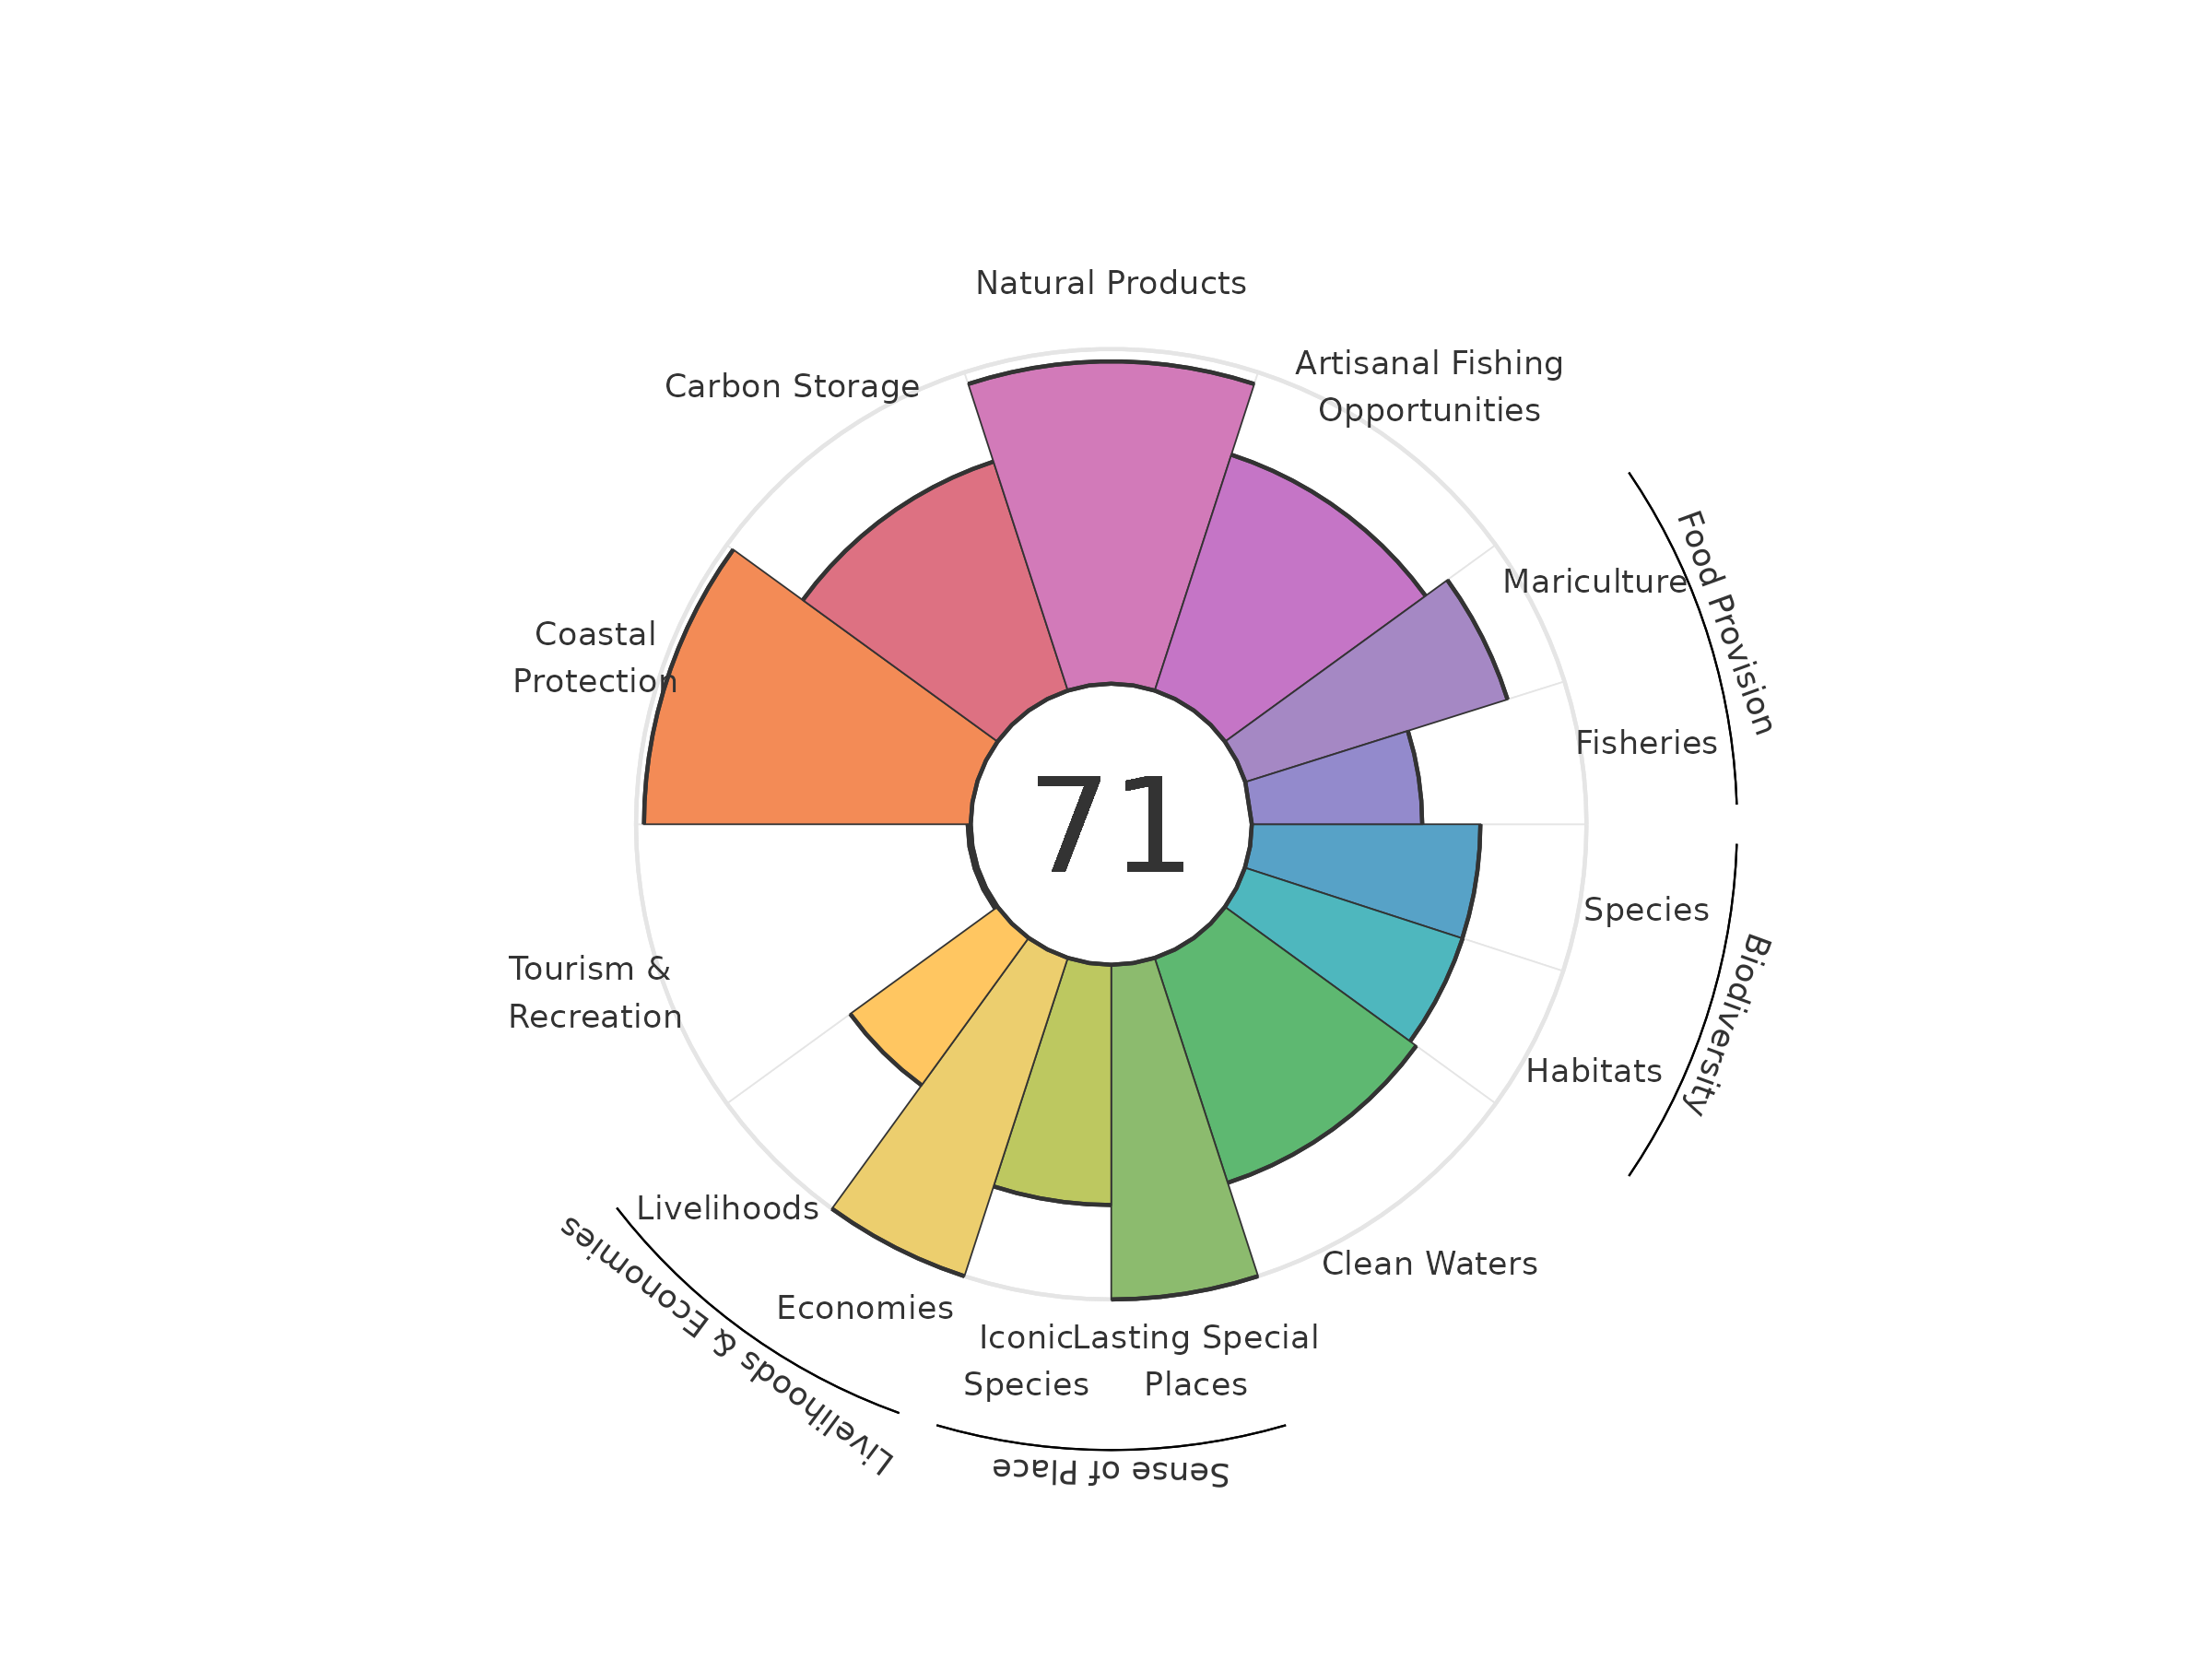 Natural Products
Carbon Storage
Artisanal Fishing
Opportunities
Mariculture
Food Provision
Fisheries
Coastal
Protection
71
Species
Biodiversity
Habitats
Tourism &
Recreation
Livelihoods
Livelihoods & Economies
Economies
Clean Waters
Iconic
Species
Lasting Special
Places
Sense of Place